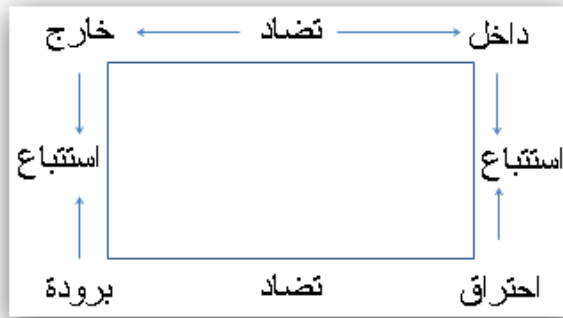 داخل تضاد خارج
استتباع استتباع
احتراق تضاد برودة